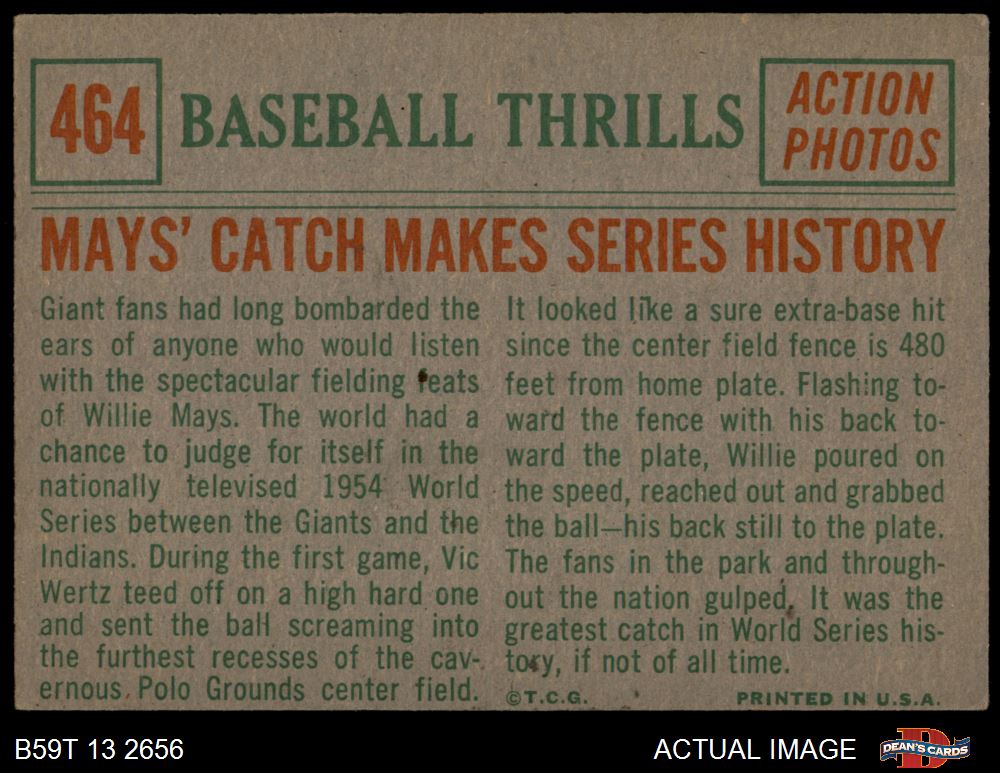 464
BASEBALL THRILLS
ACTION
PHOTOS
MAYS' CATCH MAKES SERIES HISTORY
Giant fans had long bombarded the
ears of anyone who would listen
with the spectacular fielding feats
of Willie Mays. The world had a
chance to judge for itself in the
nationally televised 1954 World
Series between the Giants and the
Indians. During the first game, Vic
Wertz teed off on a high hard one
and sent the ball screaming into
the furthest recesses of the cav-
ernous Polo Grounds center field.
It looked like a sure extra-base hit
since the center field fence is 480
feet from home plate. Flashing to-
ward the fence with his back to-
ward the plate, Willie poured on
the speed, reached out and grabbed
the ball—his back still to the plate.
The fans in the park and through-
out the nation gulped. It was the
greatest catch in World Series his-
tory, if not of all time.
©T.C.G.
PRINTED IN U.S.A.
B59T 13 2656
ACTUAL IMAGE
DEAN'S CARDS